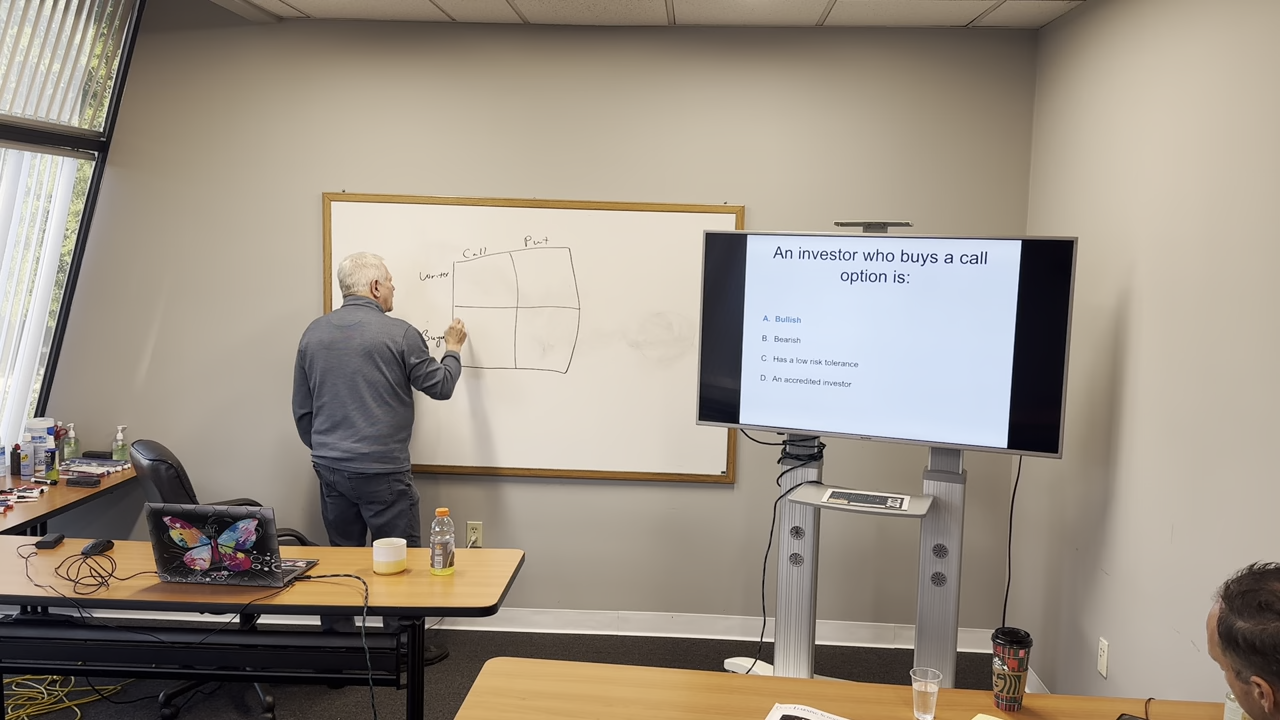 Call
Put
Writer
Buye
An investor who buys a call
option is:
A. Bullish
B. Bearish
C. Has a low risk tolerance
D. An accredited investor